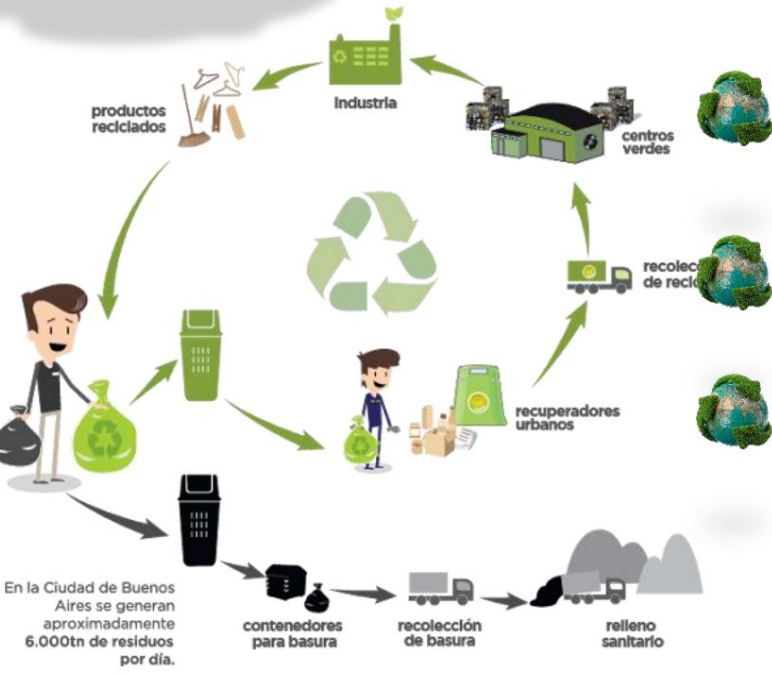 industria
productos
reciclados
centros
verdes
de
recuperadores
urbanos
En la Ciudad de Buenos
Aires se generan
aproximadamente
6.000tn de residuos
por día.
contenedores
para basura
recolección
de basura
relleno
sanitario